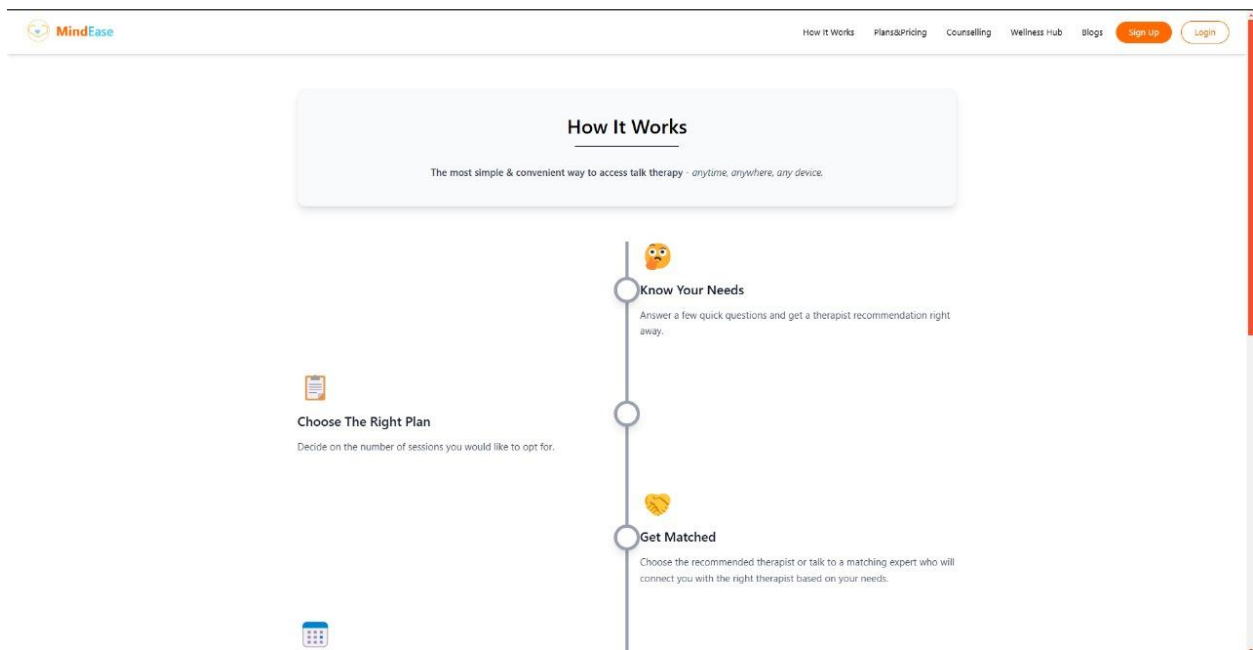 MindEase
How It Works
Plans&Pricing
Counselling
Wellness Hub
Blogs
Sign Up
Login
How It Works
The most simple & convenient way to access talk therapy - anytime, anywhere, any device.
Know Your Needs
Answer a few quick questions and get a therapist recommendation right
away.
Choose The Right Plan
Decide on the number of sessions you would like to opt for.
Get Matched
Choose the recommended therapist or talk to a matching expert who will
connect you with the right therapist based on your needs.